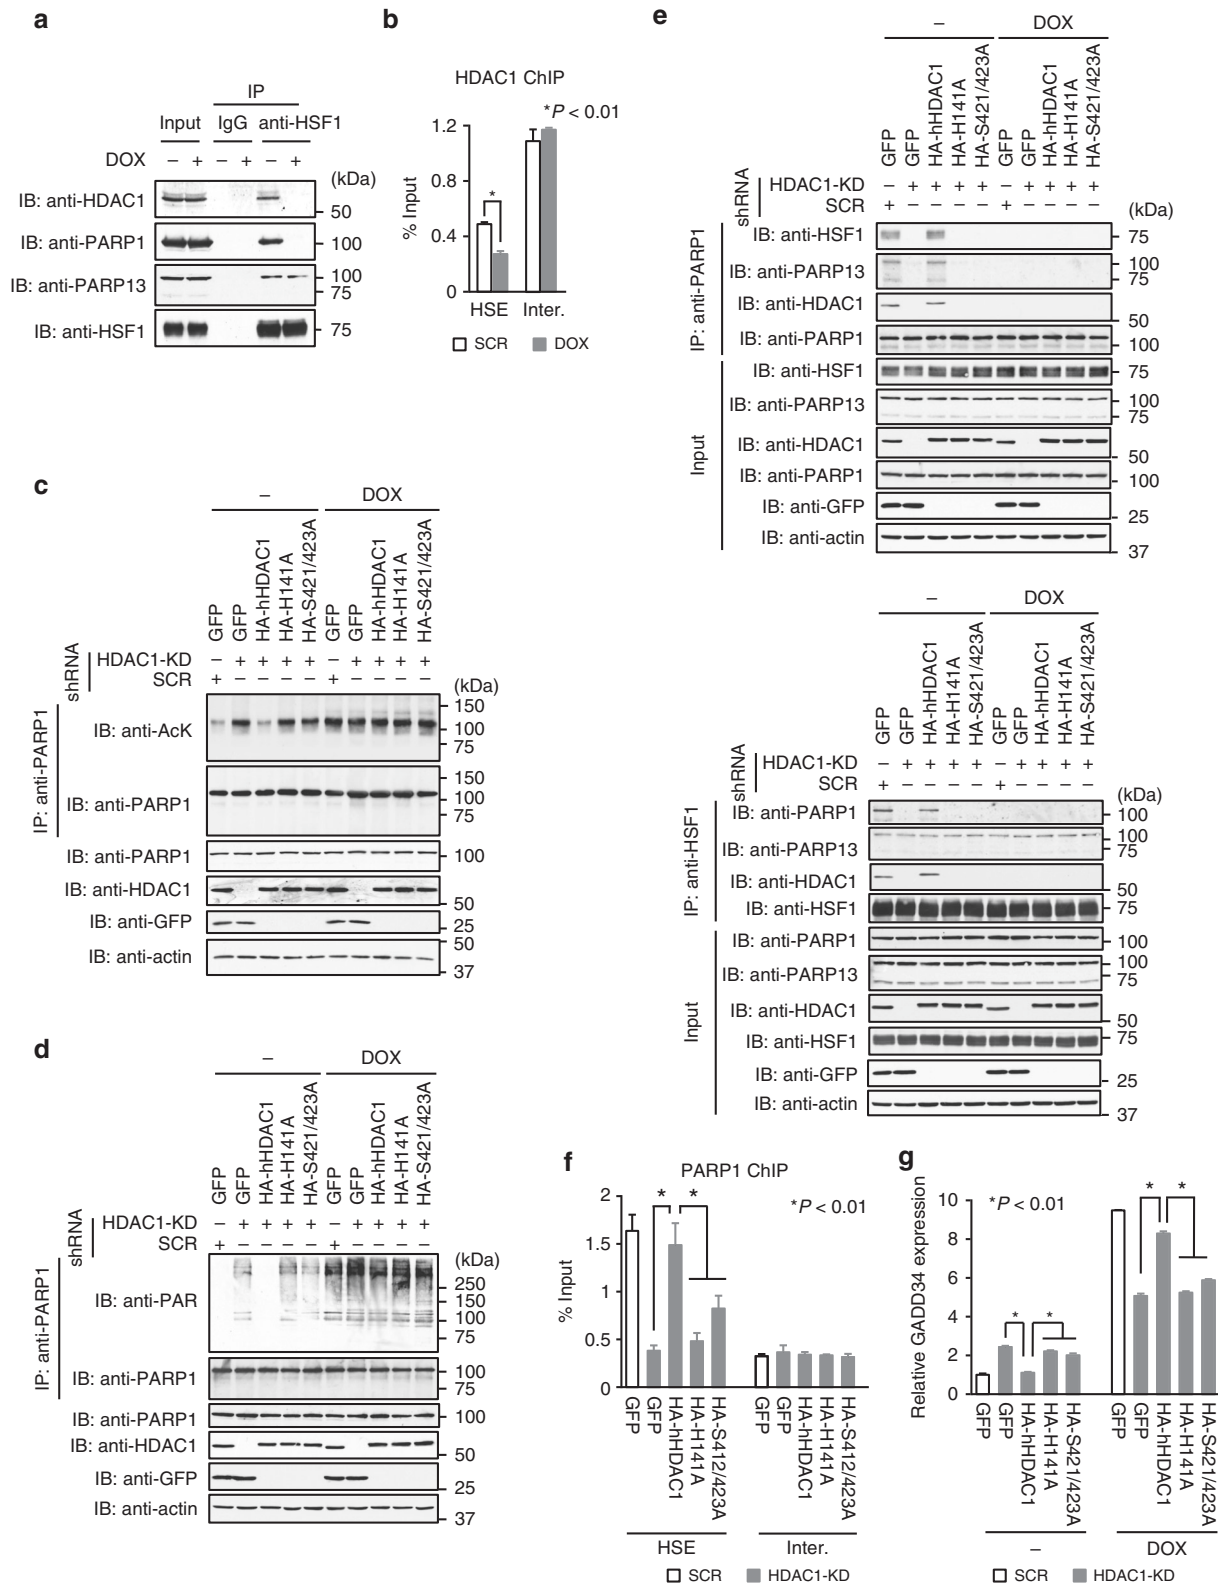 a
IP
Input IgG anti-HSF1
DOX – + – + – +
(kDa)
IB: anti-HDAC1 50
IB: anti-PARP1 100
IB: anti-PARP13 100
75
IB: anti-HSF1 75
b
HDAC1 ChIP
*P < 0.01
% Input
1.2
0.8
0.4
0
*
HSE Inter.
SCR DOX
c
– DOX
GFP GFP HA-hHDAC1 HA-H141A HA-S421/423A GFP GFP HA-hHDAC1 HA-H141A HA-S421/423A
shRNA
HDAC1-KD – + + + + – + + + +
SCR + – – – – + – – – –
(kDa)
IP: anti-PARP1
IB: anti-AcK 150
100
75
IB: anti-PARP1 150
100
75
IB: anti-PARP1 100
IB: anti-HDAC1 50
IB: anti-GFP 25
IB: anti-actin 50
37
d
– DOX
GFP GFP HA-hHDAC1 HA-H141A HA-S421/423A GFP GFP HA-hHDAC1 HA-H141A HA-S421/423A
shRNA
HDAC1-KD – + + + + – + + + +
SCR + – – – – + – – – –
(kDa)
IP: anti-PARP1
IB: anti-PAR 250
150
100
75
IB: anti-PARP1 100
75
IB: anti-PARP1 100
IB: anti-HDAC1 50
IB: anti-GFP 25
IB: anti-actin 37
e
– DOX
GFP GFP HA-hHDAC1 HA-H141A HA-S421/423A GFP GFP HA-hHDAC1 HA-H141A HA-S421/423A
shRNA
HDAC1-KD – + + + + – + + + +
SCR + – – – – + – – – –
(kDa)
IP: anti-PARP1
IB: anti-HSF1 75
IB: anti-PARP13 100
75
IB: anti-HDAC1 50
IB: anti-PARP1 100
Input
IB: anti-HSF1 75
IB: anti-PARP13 100
75
IB: anti-HDAC1 50
IB: anti-PARP1 100
IB: anti-GFP 25
IB: anti-actin 37
– DOX
GFP GFP HA-hHDAC1 HA-H141A HA-S421/423A GFP GFP HA-hHDAC1 HA-H141A HA-S421/423A
shRNA
HDAC1-KD – + + + + – + + + +
SCR + – – – – + – – – –
(kDa)
IP: anti-HSF1
IB: anti-PARP1 100
IB: anti-PARP13 100
75
IB: anti-HDAC1 50
IB: anti-HSF1 75
Input
IB: anti-PARP1 100
IB: anti-PARP13 100
75
IB: anti-HDAC1 50
IB: anti-HSF1 75
IB: anti-GFP 25
IB: anti-actin 37
f
PARP1 ChIP
*P < 0.01
% Input
2
1.5
1
0.5
0
* *
GFP GFP HA-hHDAC1 HA-H141A HA-S412/423A GFP GFP HA-hHDAC1 HA-H141A HA-S412/423A
HSE Inter.
SCR HDAC1-KD
g
*P < 0.01
Relative GADD34 expression
10
8
6
4
2
0
* * * *
GFP GFP HA-hHDAC1 HA-H141A HA-S421/423A GFP GFP HA-hHDAC1 HA-H141A HA-S421/423A
– DOX
SCR HDAC1-KD